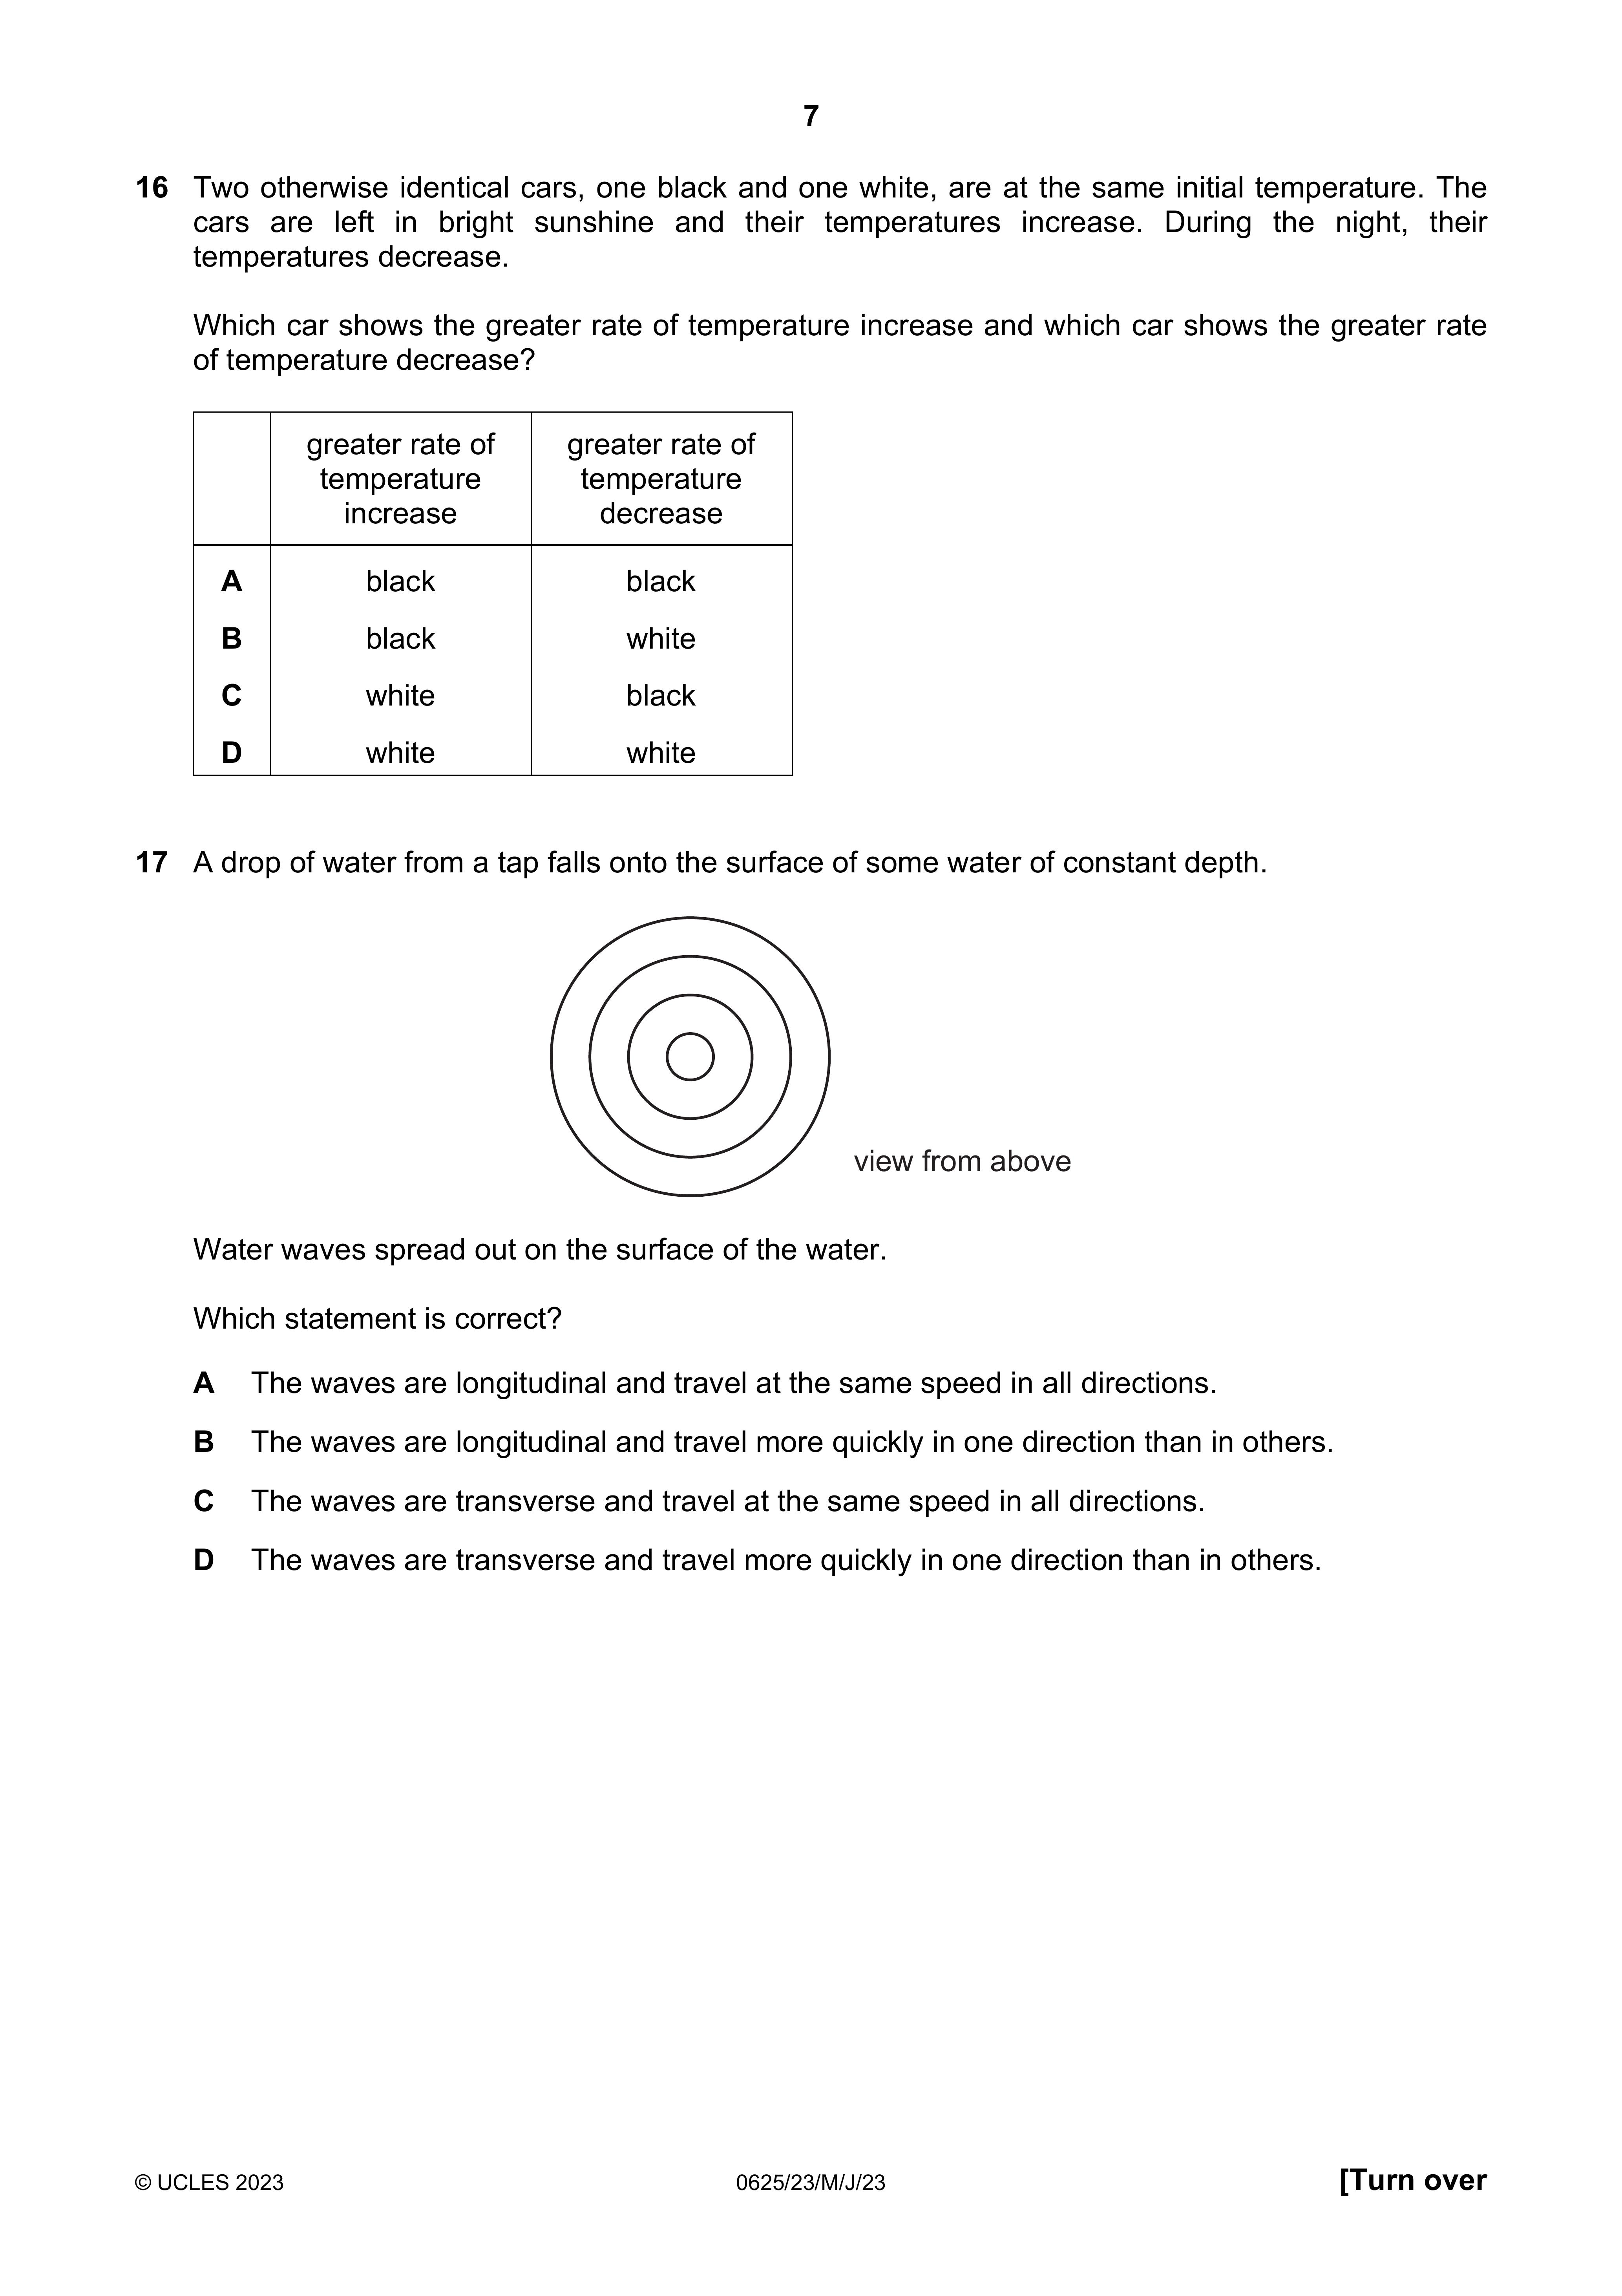 7
16 Two otherwise identical cars, one black and one white, are at the same initial temperature. The
cars are left in bright sunshine and their temperatures increase. During the night, their
temperatures decrease.
Which car shows the greater rate of temperature increase and which car shows the greater rate
of temperature decrease?
greater rate of temperature increase greater rate of temperature decrease
A black black
B black white
C white black
D white white
17 A drop of water from a tap falls onto the surface of some water of constant depth.
view from above
Water waves spread out on the surface of the water.
Which statement is correct?
A The waves are longitudinal and travel at the same speed in all directions.
B The waves are longitudinal and travel more quickly in one direction than in others.
C The waves are transverse and travel at the same speed in all directions.
D The waves are transverse and travel more quickly in one direction than in others.
© UCLES 2023 0625/23/M/J/23 [Turn over